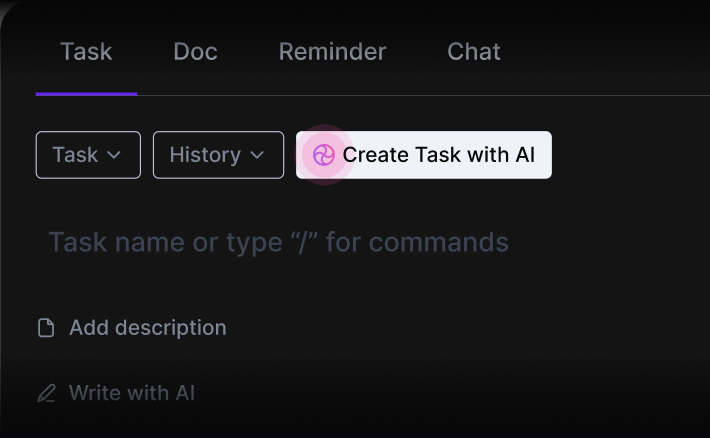 Task Doc Reminder Chat
Task History Create Task with AI
Task name or type “/” for commands
Add description
Write with AI